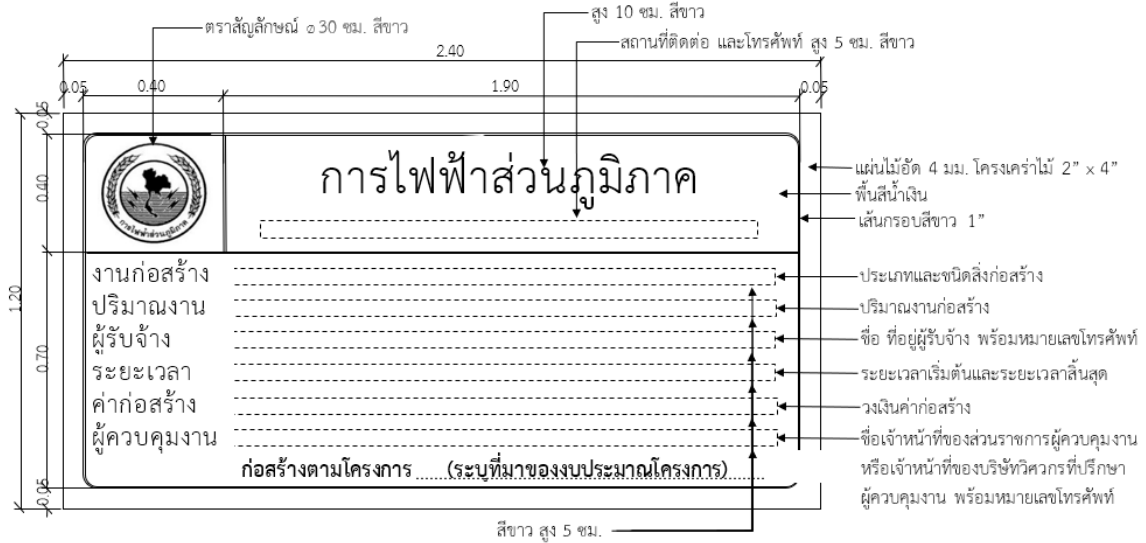 ตราสัญลักษณ์ ⌀30 ซม. สีขาว
สูง 10 ซม. สีขาว
สถานที่ติดต่อ และโทรศัพท์ สูง 5 ซม. สีขาว
2.40
0.05
0.40
1.90
0.05
0.05
0.40
1.20
0.70
0.05
การไฟฟ้าส่วนภูมิภาค
การไฟฟ้าส่วนภูมิภาค
แผ่นไม้อัด 4 มม. โครงเคร่าไม้ 2” × 4”
พื้นสีน้ำเงิน
เส้นกรอบสีขาว 1”
งานก่อสร้าง
ประเภทและชนิดสิ่งก่อสร้าง
ปริมาณงาน
ปริมาณงานก่อสร้าง
ผู้รับจ้าง
ชื่อ ที่อยู่ผู้รับจ้าง พร้อมหมายเลขโทรศัพท์
ระยะเวลา
ระยะเวลาเริ่มต้นและระยะเวลาสิ้นสุด
ค่าก่อสร้าง
วงเงินค่าก่อสร้าง
ผู้ควบคุมงาน
ชื่อเจ้าหน้าที่ของส่วนราชการผู้ควบคุมงาน
หรือเจ้าหน้าที่ของบริษัทวิศวกรที่ปรึกษา
ผู้ควบคุมงาน พร้อมหมายเลขโทรศัพท์
ก่อสร้างตามโครงการ ......(ระบุที่มาของงบประมาณโครงการ)......
สีขาว สูง 5 ซม.